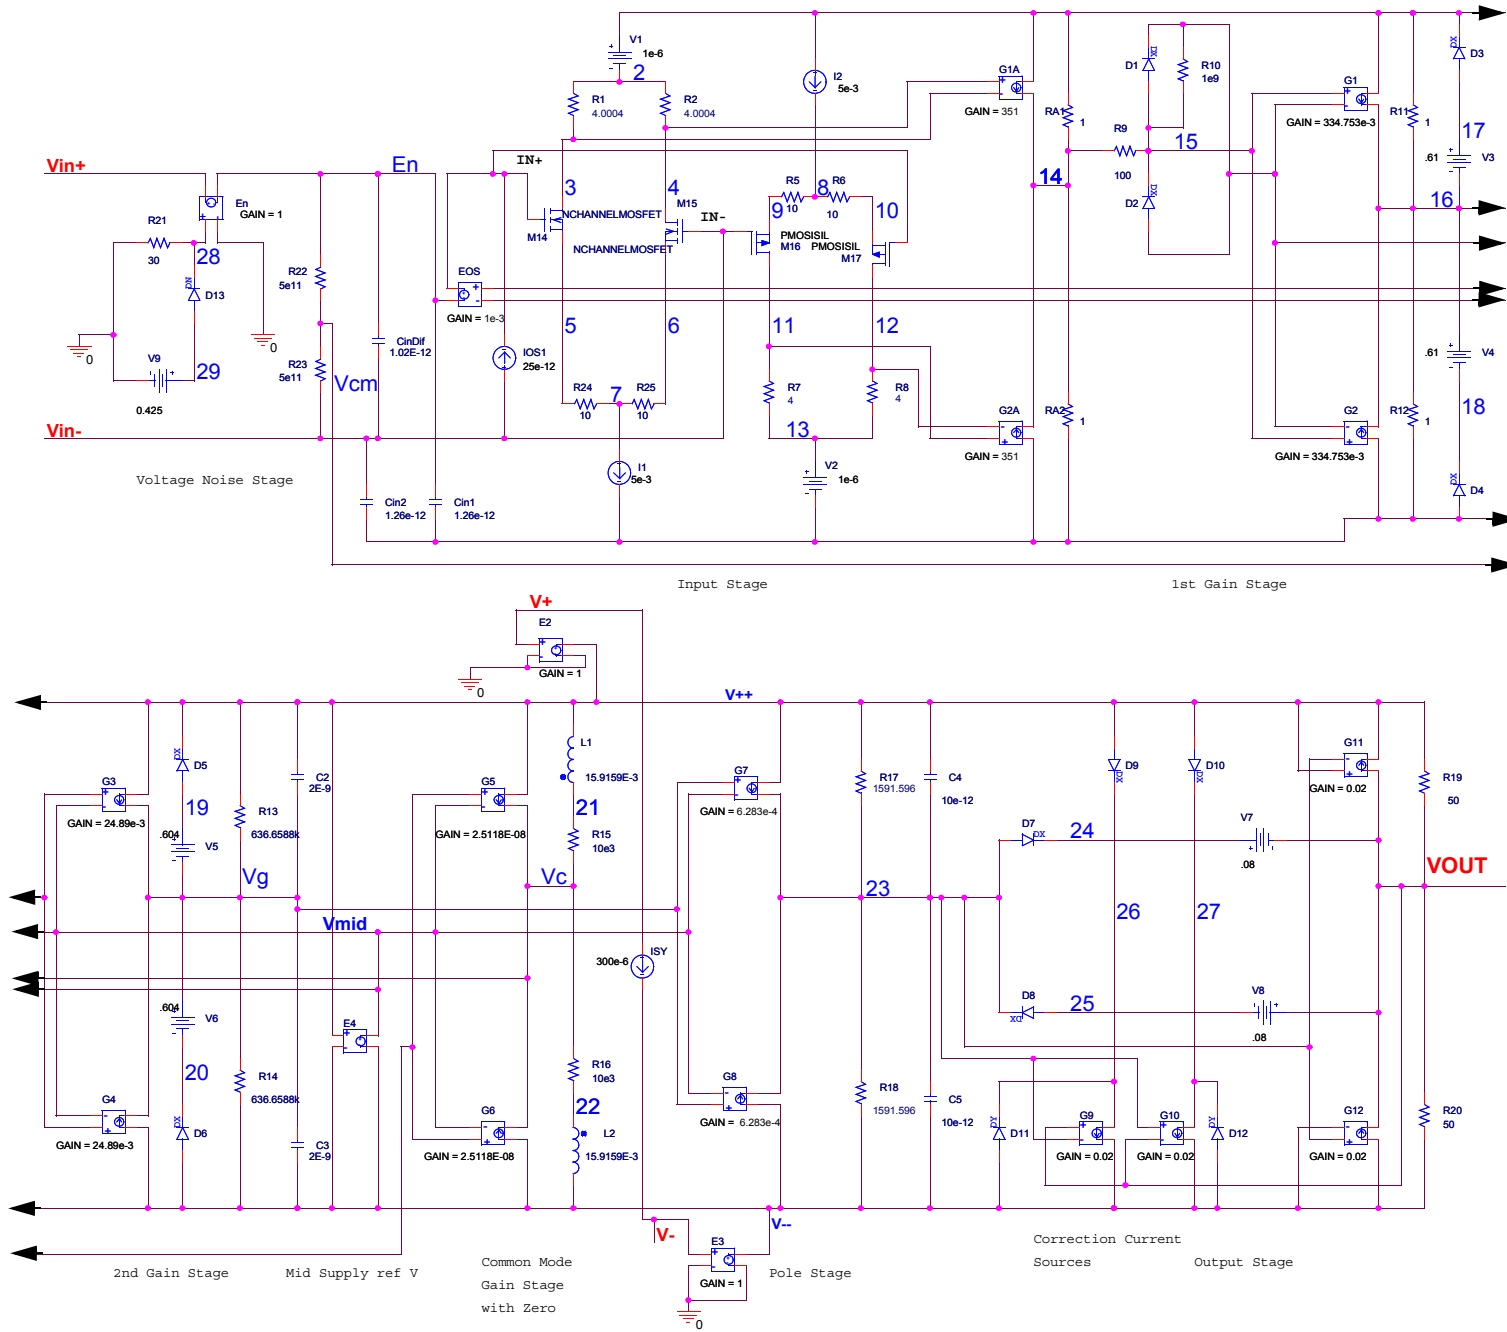 V1
1e-6
2
R1
4.0004
R2
4.0004
I2
5e-3
G1A
GAIN = 351
RA1
1
D1
DX
R10
1e9
G1
GAIN = 334.753e-3
R11
1
D3
DX
17
.61
V3
Vin+
En
IN+
En
GAIN = 1
R21
30
28
DN
D13
V9
29
0.425
0
0
R22
5e11
R23
5e11
Vcm
CinDif
1.02E-12
EOS
GAIN = 1e-3
IOS1
25e-12
3
4
M15
NCHANNELMOSFET
M14
NCHANNELMOSFET
IN-
R5
10
8
R6
10
9
10
PMOSISIL
M16
PMOSISIL
M17
14
R9
100
15
DX
D2
16
5
6
11
12
R24
10
7
R25
10
R7
4
R8
4
13
I1
5e-3
V2
1e-6
G2A
GAIN = 351
RA2
1
G2
GAIN = 334.753e-3
R12
1
.61
V4
18
DX
D4
Vin-
Voltage Noise Stage
Cin2
1.26e-12
Cin1
1.26e-12
Input Stage
1st Gain Stage
V+
E2
GAIN = 1
0
V++
G3
GAIN = 24.89e-3
DX
D5
19
.604
V5
R13
636.6588k
C2
2E-9
Vg
Vmid
G5
GAIN = 2.5118E-08
L1
15.9159E-3
21
R15
10e3
Vc
G7
GAIN = 6.283e-4
R17
1591.596
C4
10e-12
D9
DX
D10
DX
G11
GAIN = 0.02
R19
50
D7
DX
24
V7
.08
VOUT
23
26
27
ISY
300e-6
.604
V6
20
E4
R14
636.6588k
G4
GAIN = 24.89e-3
DX
D6
C3
2E-9
G6
GAIN = 2.5118E-08
R16
10e3
22
L2
15.9159E-3
G8
GAIN = 6.283e-4
R18
1591.596
C5
10e-12
D8
DX
25
V8
.08
DY
D11
G9
GAIN = 0.02
G10
GAIN = 0.02
DY
D12
G12
GAIN = 0.02
R20
50
V-
V--
E3
GAIN = 1
0
2nd Gain Stage
Mid Supply ref V
Common Mode
Gain Stage
with Zero
Pole Stage
Correction Current
Sources
Output Stage